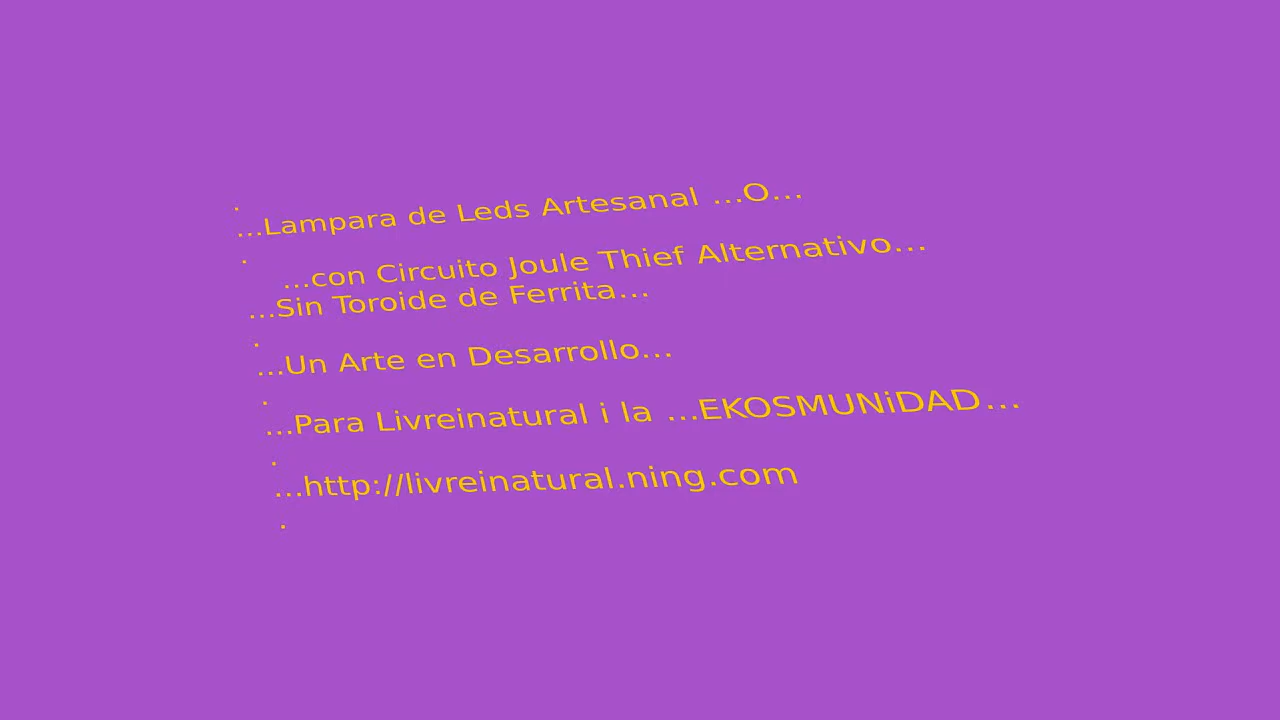 .
...Lampara de Leds Artesanal ...O...
.
...con Circuito Joule Thief Alternativo...
...Sin Toroide de Ferrita...
.
...Un Arte en Desarrollo...
.
...Para Livreinatural i la ...EKOSMUNiDAD...
.
...http://livreinatural.ning.com
.